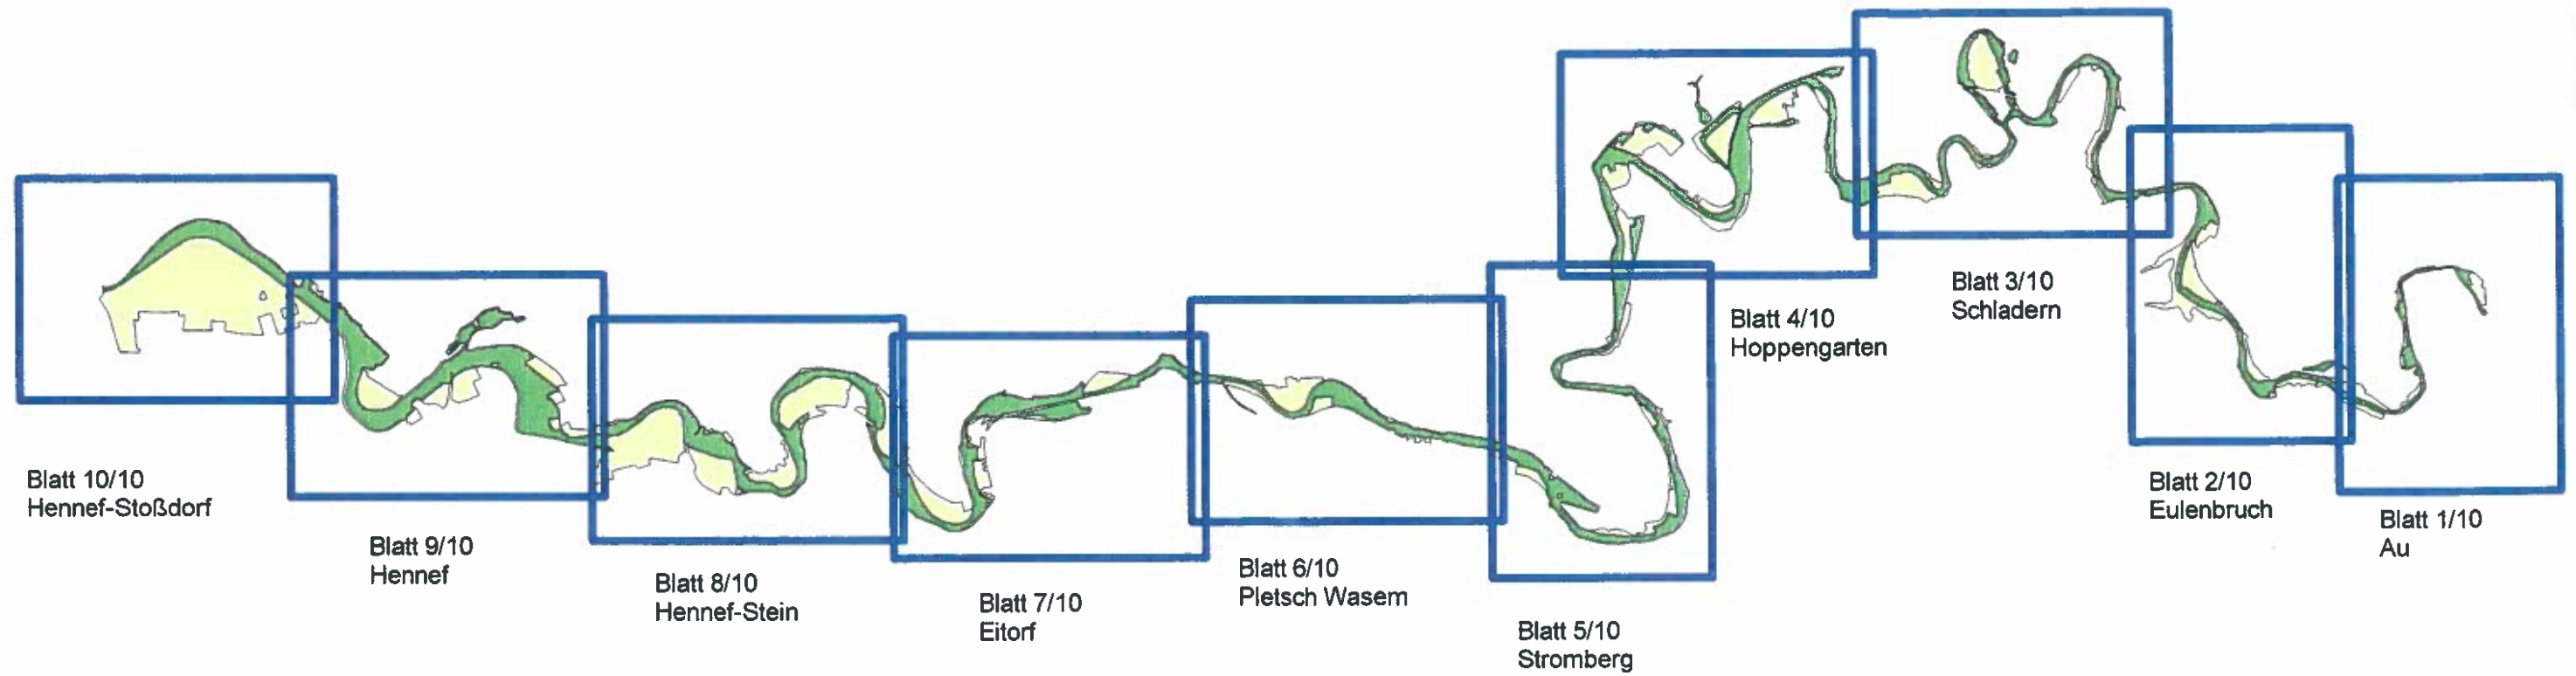 Blatt 10/10
Hennef-Stoßdorf
Blatt 9/10
Hennef
Blatt 8/10
Hennef-Stein
Blatt 7/10
Eitorf
Blatt 6/10
Pletsch Wasem
Blatt 5/10
Stromberg
Blatt 4/10
Hoppengarten
Blatt 3/10
Schladern
Blatt 2/10
Eulenbruch
Blatt 1/10
Au